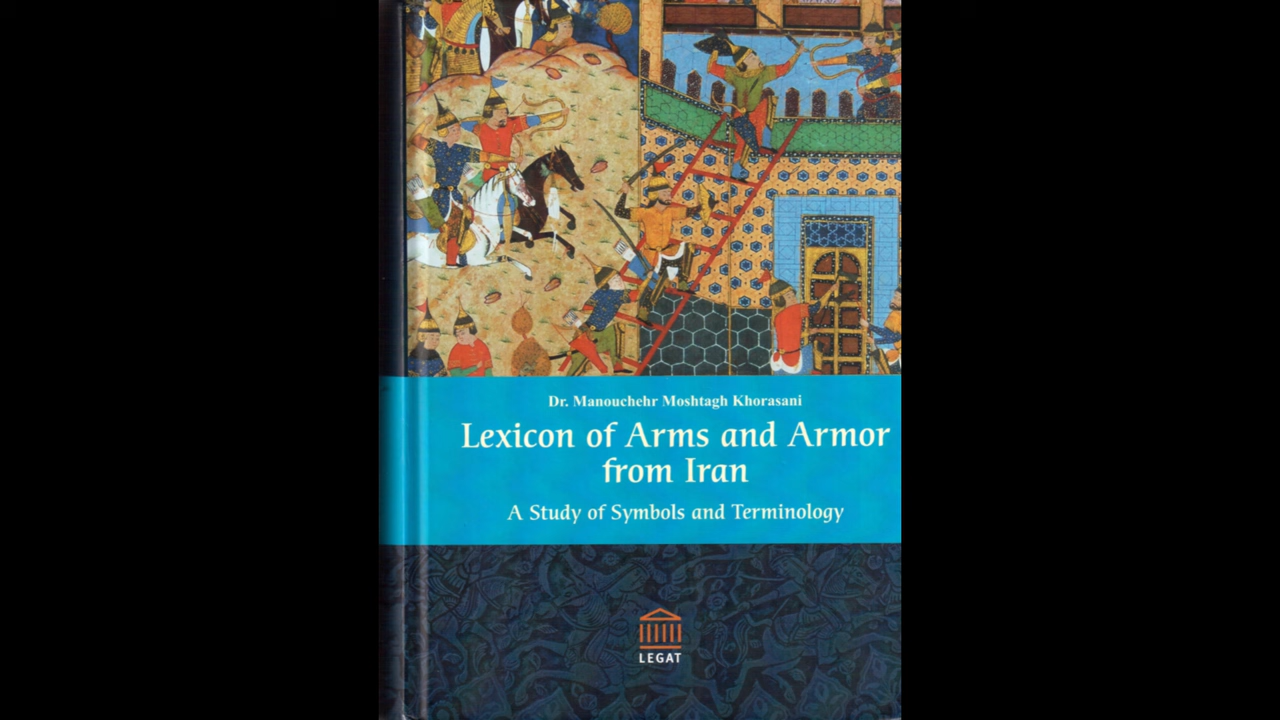 Dr. Manouchehr Moshtagh Khorasani
Lexicon of Arms and Armor
from Iran
A Study of Symbols and Terminology
LEGAT